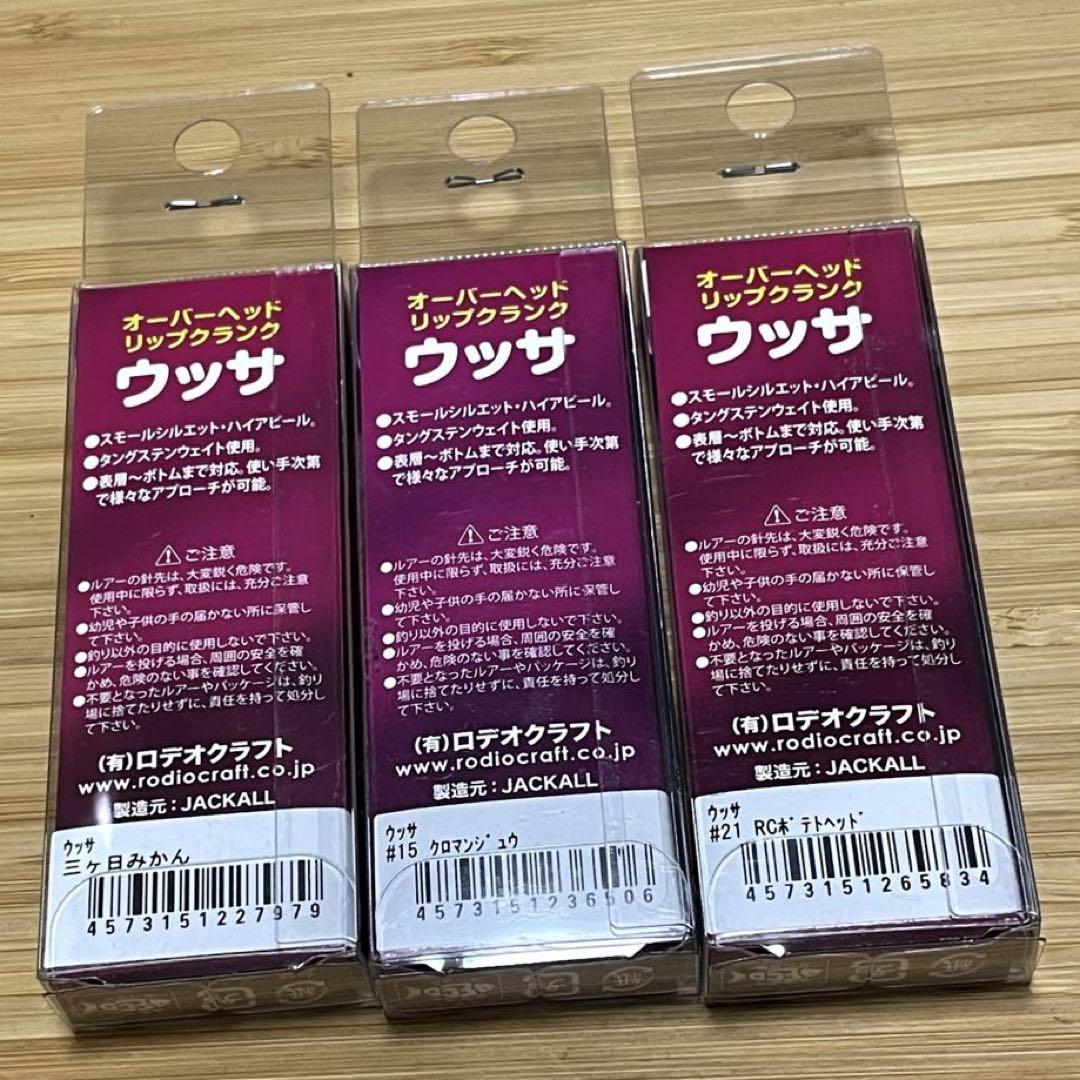 オーバーヘッド
リップクランク
ウッサ
●スモールシルエット・ハイアピール。
●タングステンウェイト使用。
●表層～ボトムまで対応。使い手次第
で様々なアプローチが可能。
ご注意
●ルアーの針先は、大変鋭く危険です。
使用中に限らず、取扱には、充分ご注意
下さい。
●幼児や子供の手の届かない所に保管し
て下さい。
●釣り以外の目的に使用しないで下さい。
●ルアーを投げる場合、周囲の安全を確
かめ、危険のない事を確認してください。
●不要となったルアーやパッケージは、釣り
場に捨てたりせずに、責任を持って処分し
て下さい。
(有)ロデオクラフト
www.rodiocraft.co.jp
製造元：JACKALL
ウッサ
三ヶ日みかん
4573151227979
オーバーヘッド
リップクランク
ウッサ
●スモールシルエット・ハイアピール。
●タングステンウェイト使用。
●表層～ボトムまで対応。使い手次第
で様々なアプローチが可能。
ご注意
●ルアーの針先は、大変鋭く危険です。
使用中に限らず、取扱には、充分ご注意
下さい。
●幼児や子供の手の届かない所に保管し
て下さい。
●釣り以外の目的に使用しないで下さい。
●ルアーを投げる場合、周囲の安全を確
かめ、危険のない事を確認してください。
●不要となったルアーやパッケージは、釣り
場に捨てたりせずに、責任を持って処分し
て下さい。
(有)ロデオクラフト
www.rodiocraft.co.jp
製造元：JACKALL
ウッサ
#15 クロマンジュウ
4573151236506
オーバーヘッド
リップクランク
ウッサ
●スモールシルエット・ハイアピール。
●タングステンウェイト使用。
●表層～ボトムまで対応。使い手次第
で様々なアプローチが可能。
ご注意
●ルアーの針先は、大変鋭く危険です。
使用中に限らず、取扱には、充分ご注意
下さい。
●幼児や子供の手の届かない所に保管し
て下さい。
●釣り以外の目的に使用しないで下さい。
●ルアーを投げる場合、周囲の安全を確
かめ、危険のない事を確認してください。
●不要となったルアーやパッケージは、釣り
場に捨てたりせずに、責任を持って処分し
て下さい。
(有)ロデオクラフト
www.rodiocraft.co.jp
製造元：JACKALL
ウッサ
#21 RCポテトヘッド
4573151265834